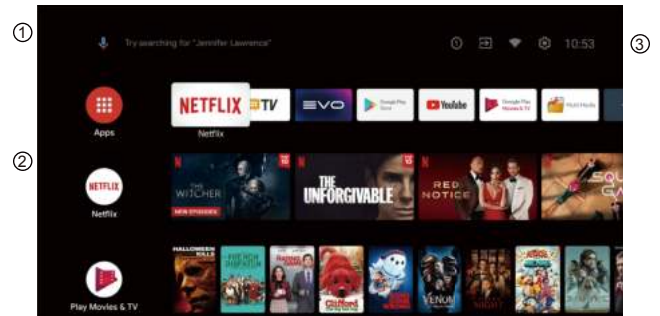 ①
Try searching for "Jennifer Lawrence"
10:53
③
NETFLIX
TV
EVO
Google Play
YouTube
Google Play
Movies & TV
Multi Media
Apps
Netflix
②
NETFLIX
THE
WITCHER
NEW EPISODES
THE
UNFORGIVABLE
RED
NOTICE
Netflix
HALLOWEEN
KILLS
Clifford
VENOM
Play Movies & TV